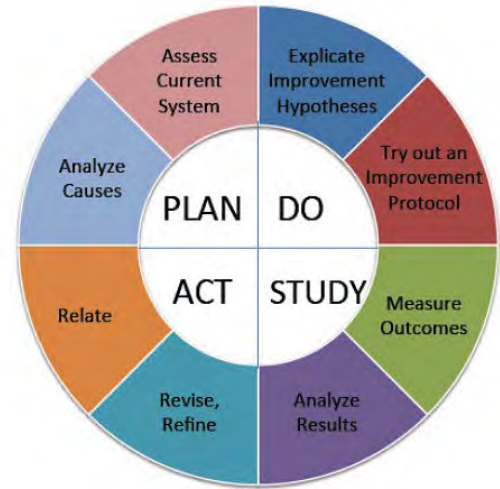 Assess
Current
System
Explicate
Improvement
Hypotheses
Analyze
Causes
Try out an
Improvement
Protocol
PLAN
DO
ACT
STUDY
Relate
Measure
Outcomes
Revise,
Refine
Analyze
Results